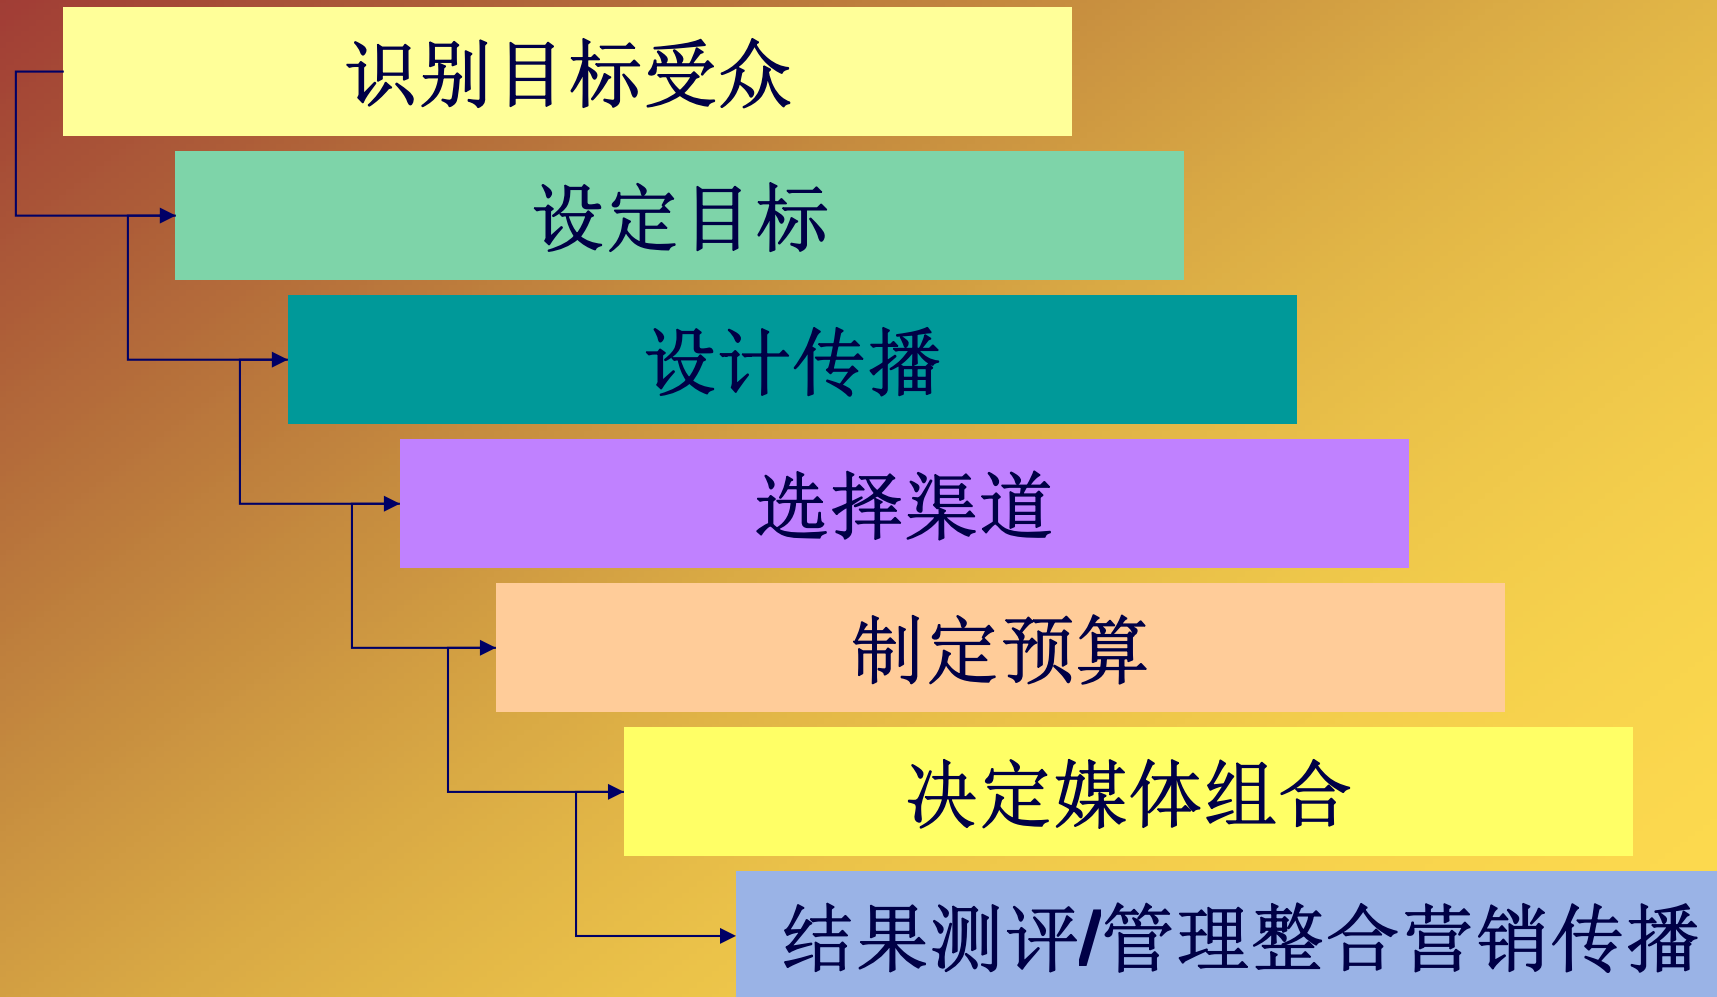 识别目标受众
设定目标
设计传播
选择渠道
制定预算
决定媒体组合
结果测评/管理整合营销传播